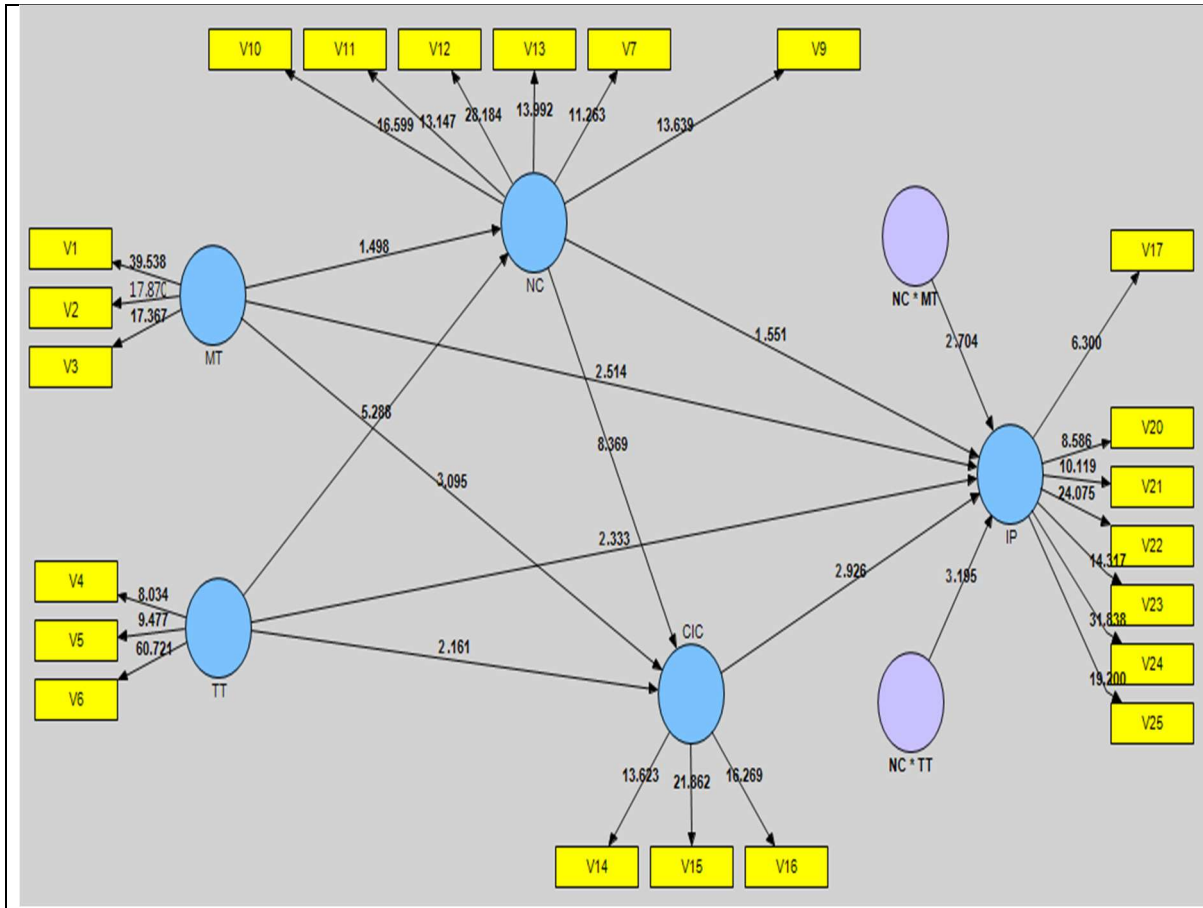 V10 V11 V12 V13 V7 V9
16.599 13.147 28.184 13.992 11.263 13.639
V1
39.538
V2
17.870
17.367
V3
MT
1.498
NC
NC * MT
V17
1.551
2.704
6.300
2.514
5.288
8.369
3.095
V20
8.586
V21
10.119
24.075
V22
IP
14.317
V23
31.838
V24
19.200
V25
V4
8.034
V5
9.477
60.721
V6
TT
2.333
2.161
2.926
3.195
CIC
NC * TT
13.623 21.862 16.269
V14 V15 V16